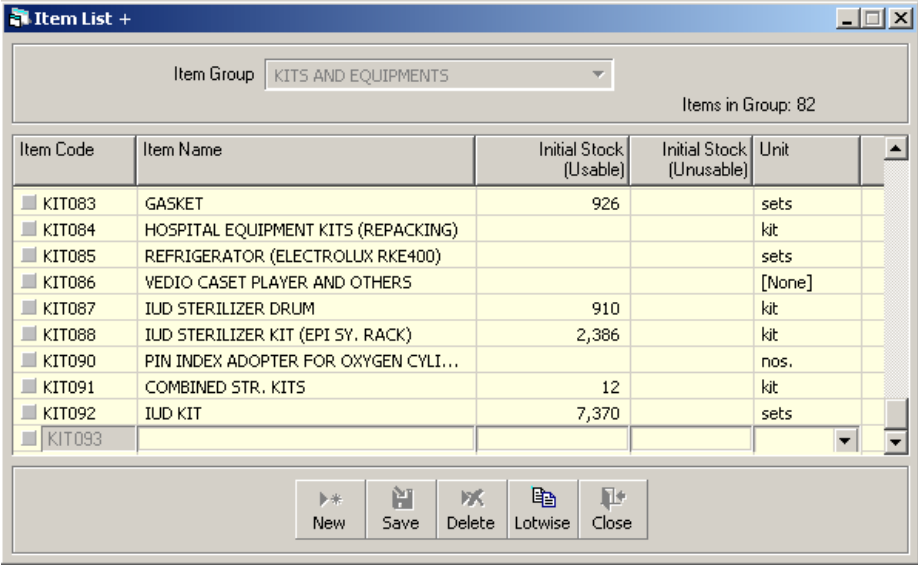 Item List +
Item Group KITS AND EQUIPMENTS
Items in Group: 82
Item Code Item Name Initial Stock (Usable) Initial Stock (Unusable) Unit
KIT083 GASKET 926 sets
KIT084 HOSPITAL EQUIPMENT KITS (REPACKING) kit
KIT085 REFRIGERATOR (ELECTROLUX RKE400) sets
KIT086 VEDIO CASET PLAYER AND OTHERS [None]
KIT087 IUD STERILIZER DRUM 910 kit
KIT088 IUD STERILIZER KIT (EPI SY. RACK) 2,386 kit
KIT090 PIN INDEX ADOPTER FOR OXYGEN CYLI... nos.
KIT091 COMBINED STR. KITS 12 kit
KIT092 IUD KIT 7,370 sets
KIT093
New Save Delete Lotwise Close